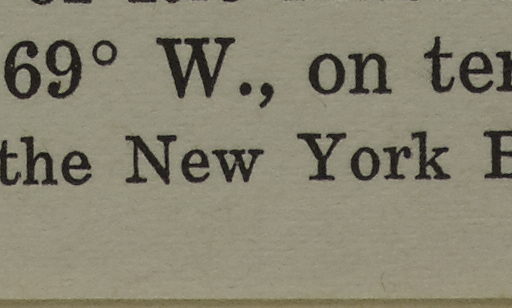 69° W., on
the New York